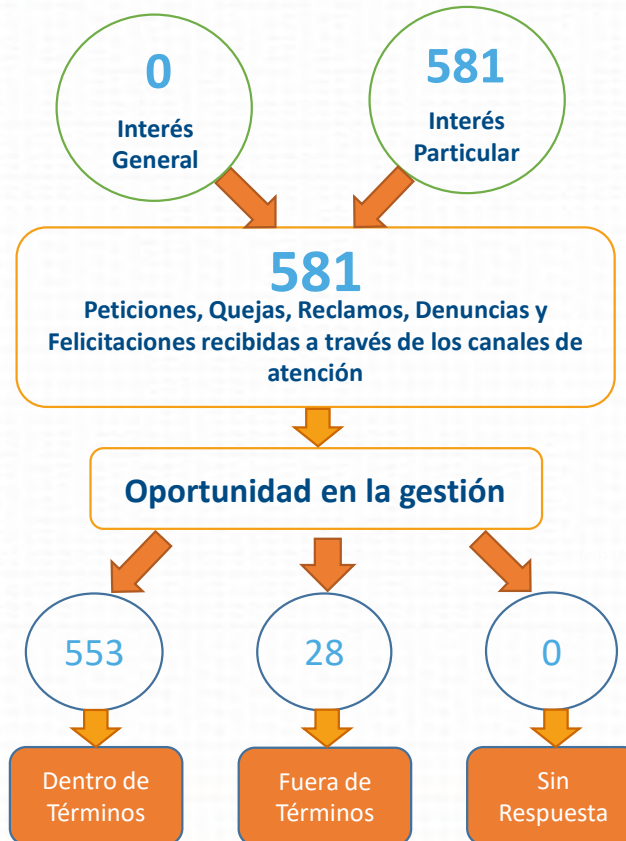 0
Interés
General
581
Interés
Particular
581
Peticiones, Quejas, Reclamos, Denuncias y
Felicitaciones recibidas a través de los canales de
atención
Oportunidad en la gestión
553
28
0
Dentro de
Términos
Fuera de
Términos
Sin
Respuesta